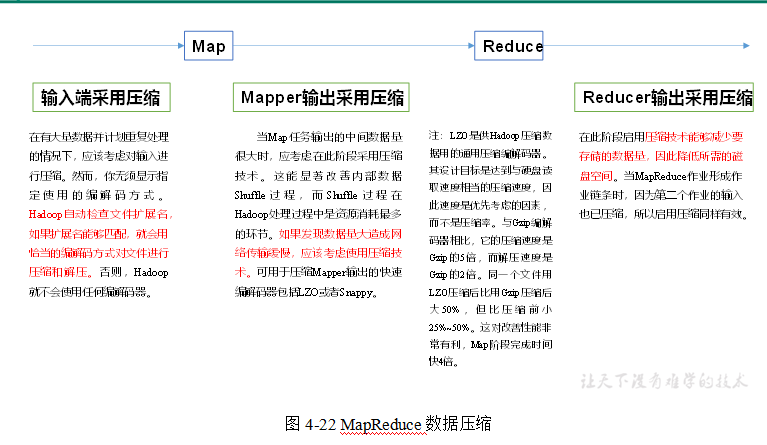 Map
Reduce
输入端采用压缩
Mapper输出采用压缩
Reducer输出采用压缩
在有大量数据并计划重复处理
的情况下，应该考虑对输入进
行压缩。然而，你无须显示指
定使用的编解码方式。
Hadoop自动检查文件扩展名，
如果扩展名能够匹配，就会用
恰当的编解码方式对文件进行
压缩和解压。否则，Hadoop
就不会使用任何编解码器。
当Map任务输出的中间数据量
很大时，应考虑在此阶段采用压缩
技术。这能显著改善内部数据
Shuffle过程，而Shuffle过程在
Hadoop处理过程中是资源消耗最多
的环节。如果发现数据量大造成网
络传输缓慢，应该考虑使用压缩技
术。可用于压缩Mapper输出的快速
编解码器包括LZO或者Snappy。
注：LZO是供Hadoop压缩数
据用的通用压缩编解码器。
其设计目标是达到与硬盘读
取速度相当的压缩速度，因
此速度是优先考虑的因素，
而不是压缩率。与Gzip编解
码器相比，它的压缩速度是
Gzip的5倍，而解压速度是
Gzip的2倍。同一个文件用
LZO压缩后比用Gzip压缩后
大50%，但比压缩前小
25%~50%。这对改善性能非
常有利，Map阶段完成时间
快4倍。
在此阶段启用压缩技术能够减少要
存储的数据量，因此降低所需的磁
盘空间。当MapReduce作业形成作
业链条时，因为第二个作业的输入
也已压缩，所以启用压缩同样有效。
让天下没有难学的技术
图 4-22 MapReduce 数据压缩